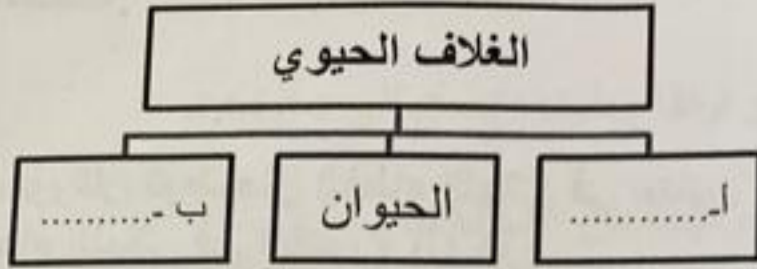 الغلاف الحيوي
أ-............
الحيوان
ب -..........